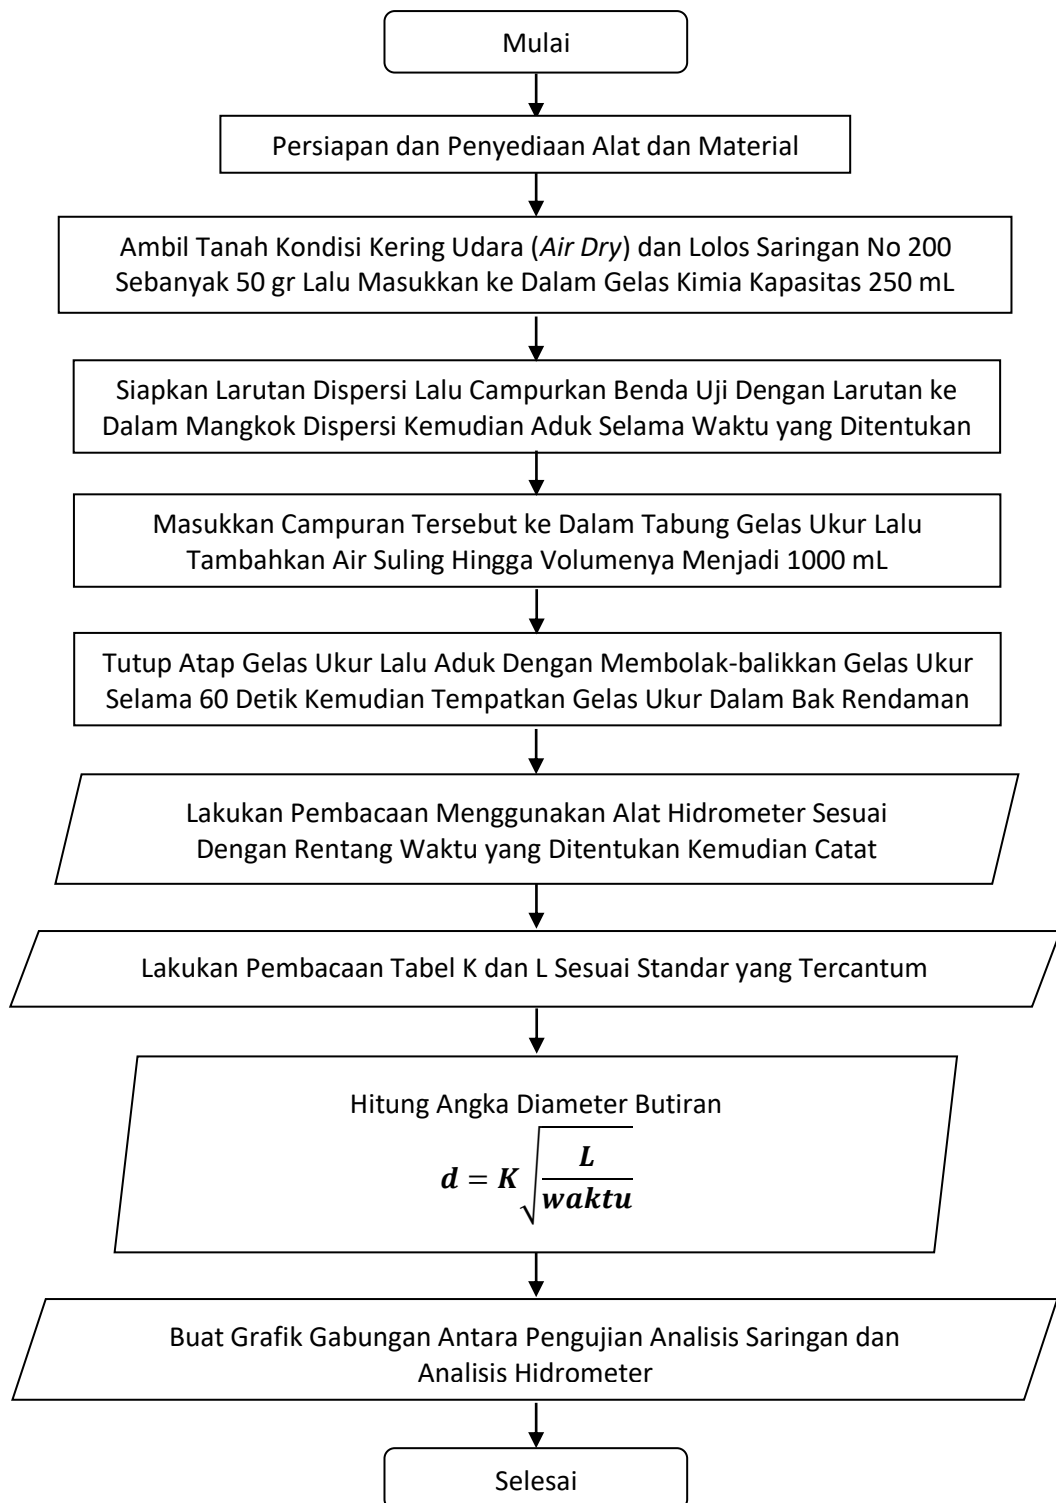 Mulai
Persiapan dan Penyediaan Alat dan Material
Ambil Tanah Kondisi Kering Udara (Air Dry) dan Lolos Saringan No 200
Sebanyak 50 gr Lalu Masukkan ke Dalam Gelas Kimia Kapasitas 250 mL
Siapkan Larutan Dispersi Lalu Campurkan Benda Uji Dengan Larutan ke
Dalam Mangkok Dispersi Kemudian Aduk Selama Waktu yang Ditentukan
Masukkan Campuran Tersebut ke Dalam Tabung Gelas Ukur Lalu
Tambahkan Air Suling Hingga Volumenya Menjadi 1000 mL
Tutup Atap Gelas Ukur Lalu Aduk Dengan Membolak-balikkan Gelas Ukur
Selama 60 Detik Kemudian Tempatkan Gelas Ukur Dalam Bak Rendaman
Lakukan Pembacaan Menggunakan Alat Hidrometer Sesuai
Dengan Rentang Waktu yang Ditentukan Kemudian Catat
Lakukan Pembacaan Tabel K dan L Sesuai Standar yang Tercantum
Hitung Angka Diameter Butiran
d = K√(L/waktu)
Buat Grafik Gabungan Antara Pengujian Analisis Saringan dan
Analisis Hidrometer
Selesai